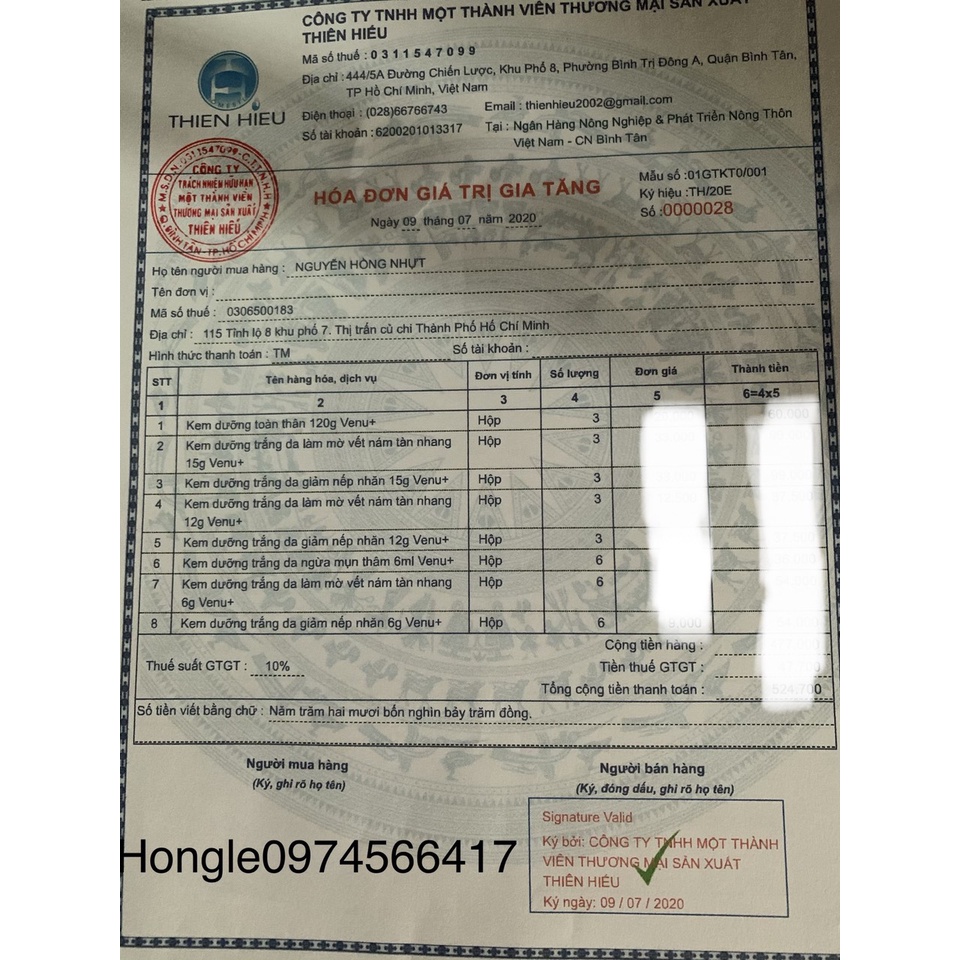 CÔNG TY TNHH MỘT THÀNH VIÊN THƯƠNG MẠI SẢN XUẤT
THIÊN HIẾU
Mã số thuế : 0311547099
Địa chỉ : 444/5A Đường Chiến Lược, Khu Phố 8, Phường Bình Trị Đông A, Quận Bình Tân,
TP Hồ Chí Minh, Việt Nam
Điện thoại : (028)66766743 Email : thienhieu2002@gmail.com
Số tài khoản : 6200201013317 Tại : Ngân Hàng Nông Nghiệp & Phát Triển Nông Thôn
Việt Nam - CN Bình Tân
THIEN HIEU
M.S.D.N:0311547099-C.T.T.N.H.H
CÔNG TY
TRÁCH NHIỆM HỮU HẠN
MỘT THÀNH VIÊN
THƯƠNG MẠI SẢN XUẤT
THIÊN HIẾU
Q.BÌNH TÂN-TP.HỒ CHÍ MINH
HÓA ĐƠN GIÁ TRỊ GIA TĂNG
Ngày 09 tháng 07 năm 2020
Mẫu số :01GTKT0/001
Ký hiệu :TH/20E
Số :0000028
Họ tên người mua hàng : NGUYỄN HỒNG NHỰT
Tên đơn vị :
Mã số thuế : 0306500183
Địa chỉ : 115 Tỉnh lộ 8 khu phố 7. Thị trấn củ chi Thành Phố Hồ Chí Minh
Hình thức thanh toán : TM Số tài khoản :
STT Tên hàng hóa, dịch vụ Đơn vị tính Số lượng Đơn giá Thành tiền
1 2 3 4 5 6=4x5
1 Kem dưỡng toàn thân 120g Venu+ Hộp 3
2 Kem dưỡng trắng da làm mờ vết nám tàn nhang Hộp 3
15g Venu+
3 Kem dưỡng trắng da giảm nếp nhăn 15g Venu+ Hộp 3
4 Kem dưỡng trắng da làm mờ vết nám tàn nhang Hộp 3
12g Venu+
5 Kem dưỡng trắng da giảm nếp nhăn 12g Venu+ Hộp 3
6 Kem dưỡng trắng da ngừa mụn thâm 6ml Venu+ Hộp 6
7 Kem dưỡng trắng da làm mờ vết nám tàn nhang Hộp 6
6g Venu+
8 Kem dưỡng trắng da giảm nếp nhăn 6g Venu+ Hộp 6
Cộng tiền hàng :
Thuế suất GTGT : 10% Tiền thuế GTGT :
Tổng cộng tiền thanh toán : 524,700
Số tiền viết bằng chữ : Năm trăm hai mươi bốn nghìn bảy trăm đồng.
Người mua hàng Người bán hàng
(Ký, ghi rõ họ tên) (Ký, đóng dấu, ghi rõ họ tên)
Signature Valid
Ký bởi: CÔNG TY TNHH MỘT THÀNH
VIÊN THƯƠNG MẠI SẢN XUẤT
THIÊN HIẾU
Ký ngày: 09 / 07 / 2020
Hongle0974566417